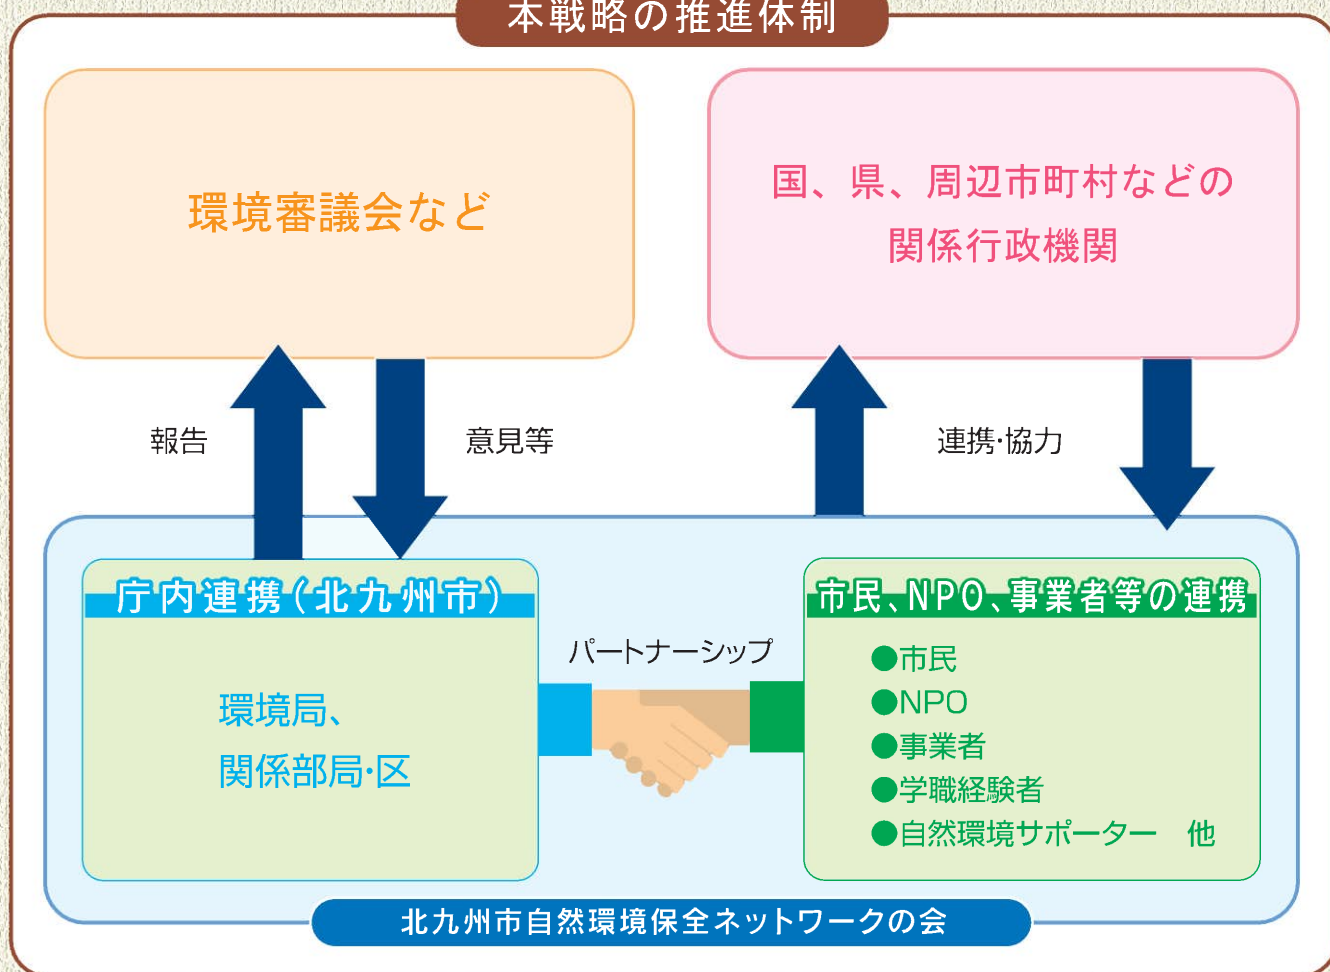 本戦略の推進体制
環境審議会など
国、県、周辺市町村などの
関係行政機関
報告
意見等
連携・協力
庁内連携(北九州市)
環境局、
関係部局・区
パートナーシップ
市民、NPO、事業者等の連携
●市民
●NPO
●事業者
●学職経験者
●自然環境サポーター　他
北九州市自然環境保全ネットワークの会